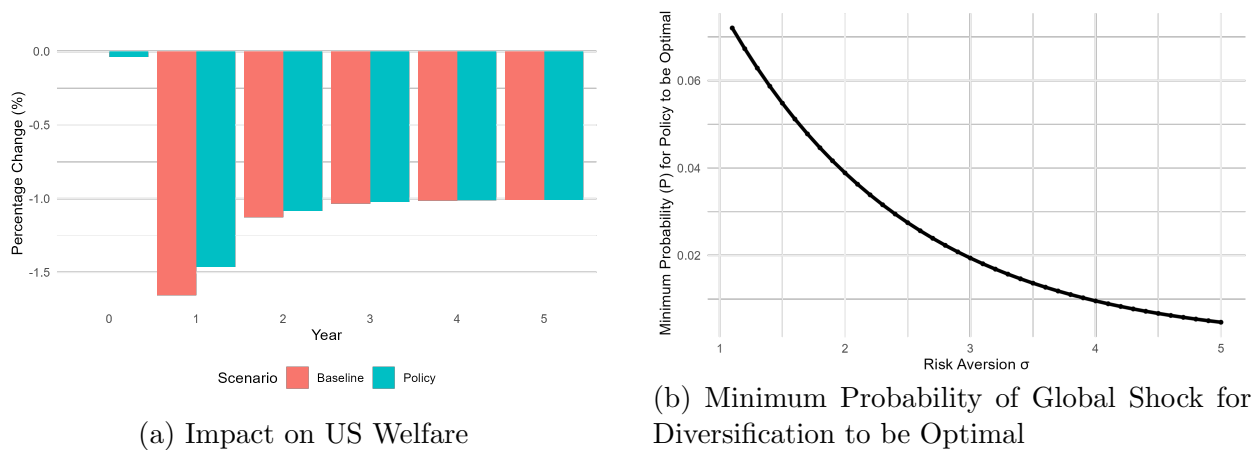 Percentage Change (%)
0.0
-0.5
-1.0
-1.5
0 1 2 3 4 5
Year
Scenario Baseline Policy
(a) Impact on US Welfare
Minimum Probability (P) for Policy to be Optimal
0.06
0.04
0.02
1 2 3 4 5
Risk Aversion σ
(b) Minimum Probability of Global Shock for
Diversification to be Optimal